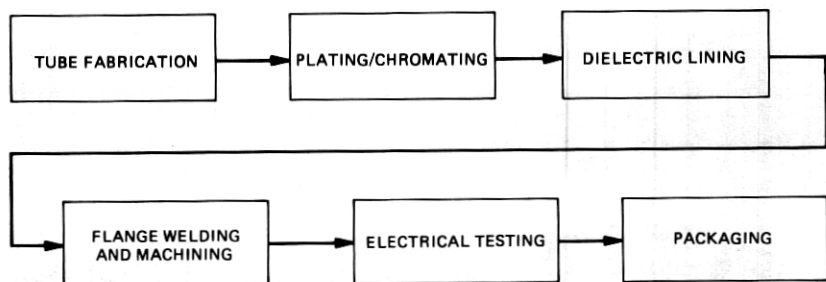 TUBE FABRICATION
PLATING/CHROMATING
DIELECTRIC LINING
FLANGE WELDING
AND MACHINING
ELECTRICAL TESTING
PACKAGING